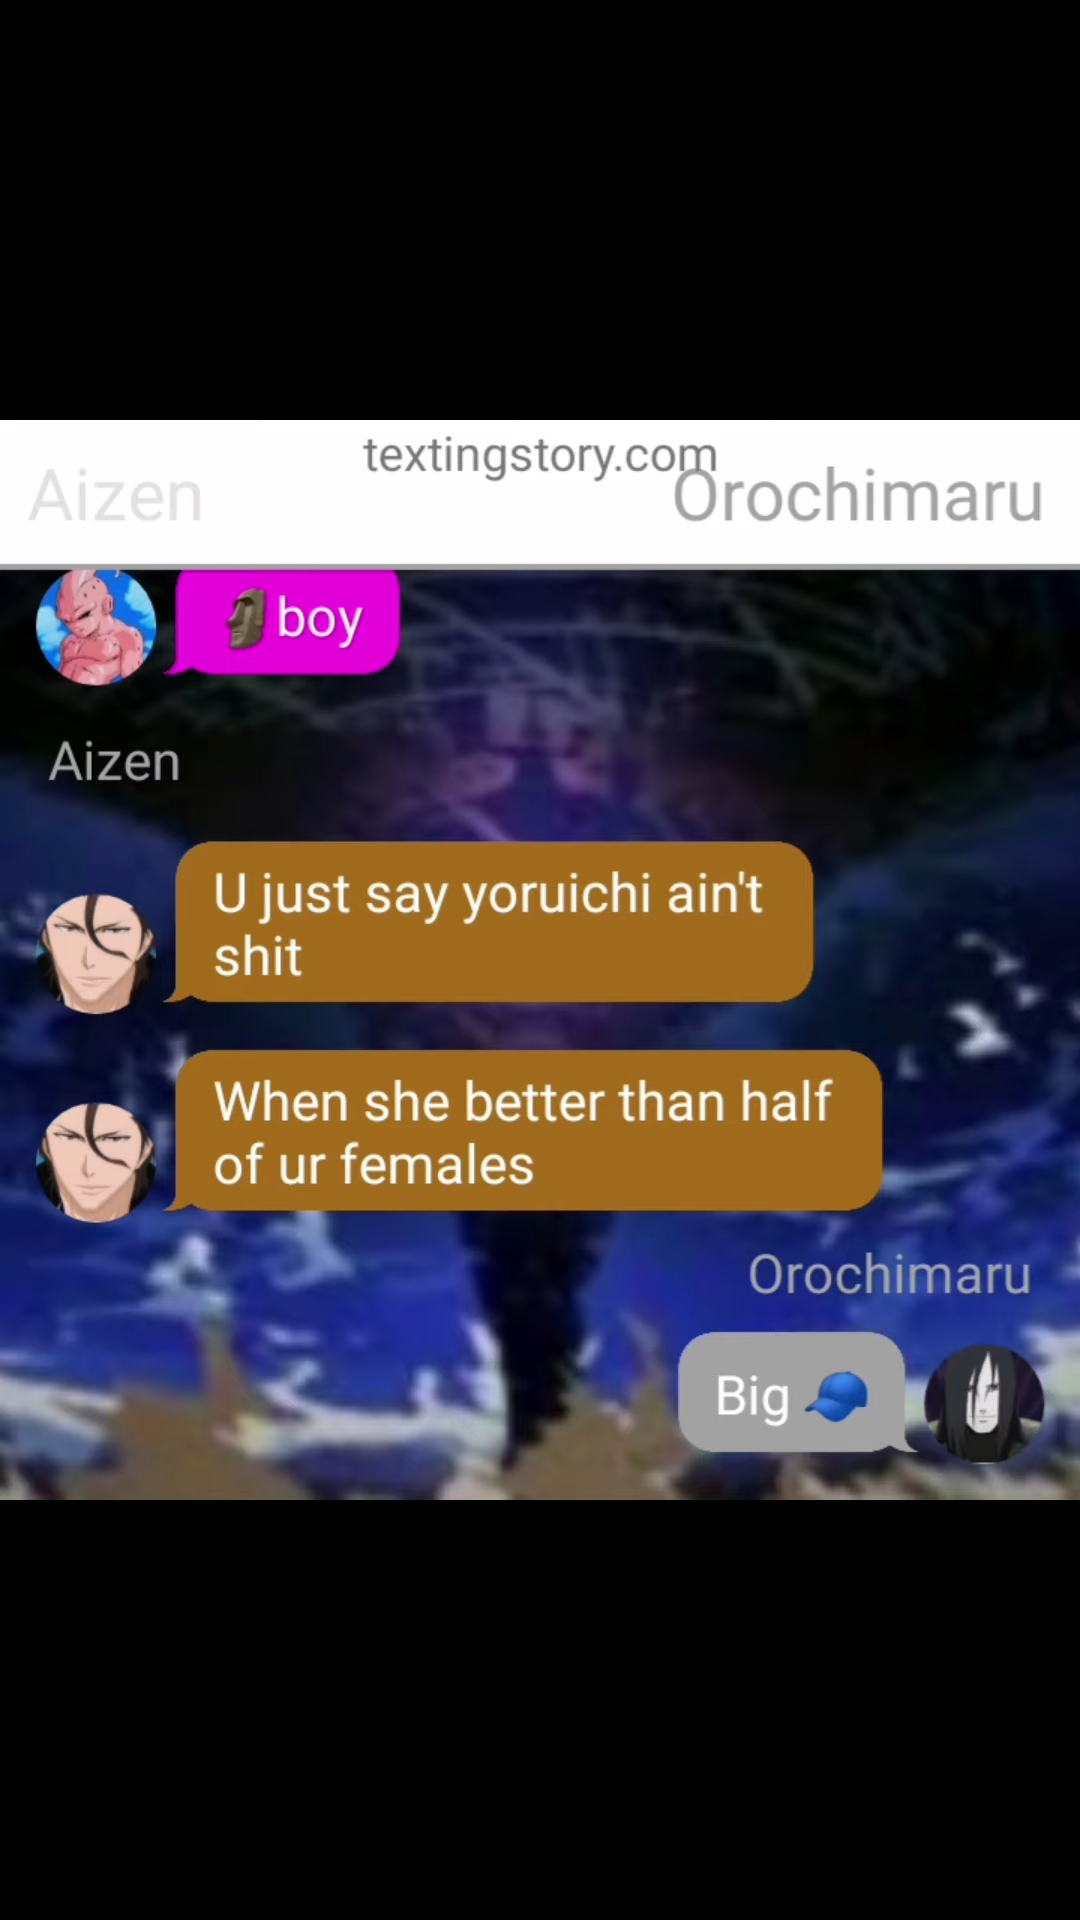 textingstory.com
Aizen
Orochimaru
🗿boy
Aizen
U just say yoruichi ain't
shit
When she better than half
of ur females
Orochimaru
Big 🧢